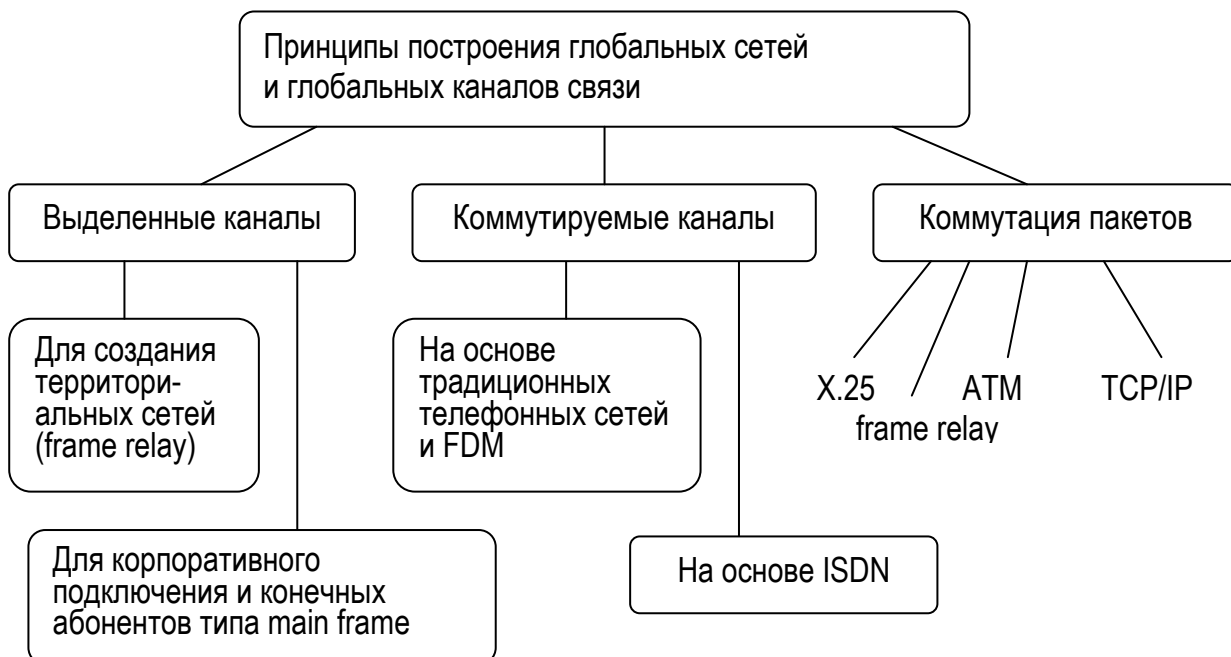 Принципы построения глобальных сетей
и глобальных каналов связи
Выделенные каналы
Коммутируемые каналы
Коммутация пакетов
Для создания
территори-
альных сетей
(frame relay)
На основе
традиционных
телефонных сетей
и FDM
X.25
ATM
TCP/IP
frame relay
Для корпоративного
подключения и конечных
абонентов типа main frame
На основе ISDN